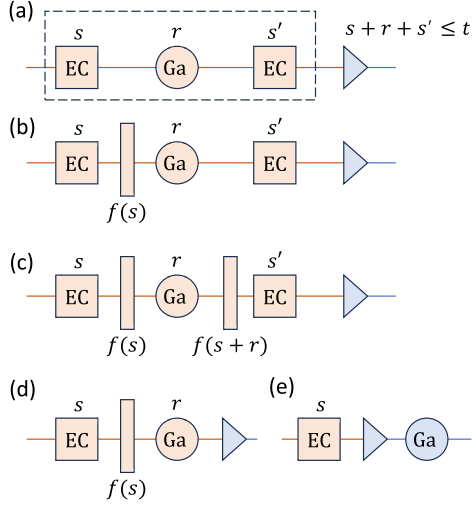 (a)
s r s′ s + r + s′ ≤ t
EC Ga EC
(b)
s r s′
EC Ga EC
f(s)
(c)
s r s′
EC Ga EC
f(s) f(s + r)
(d) (e)
s r s
EC Ga EC Ga
f(s)